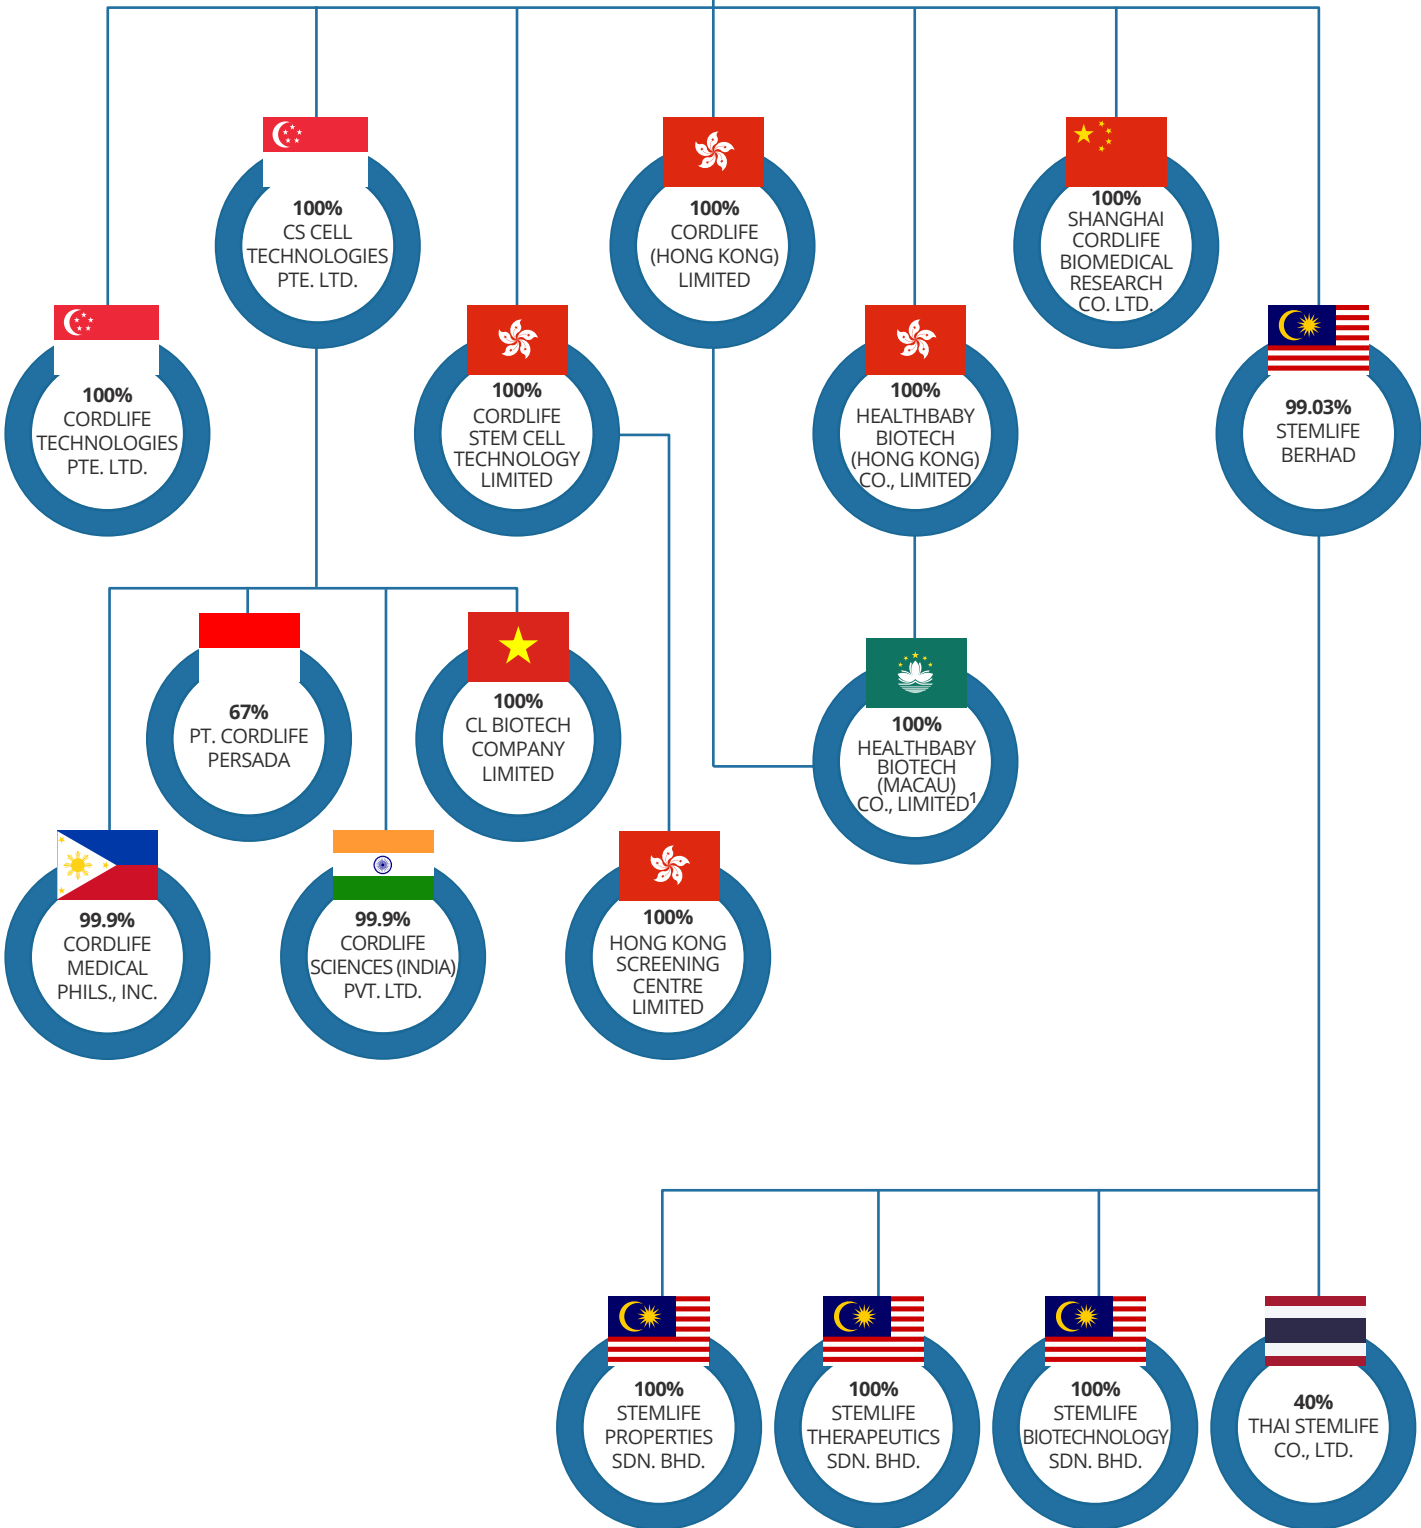 100%
CS CELL
TECHNOLOGIES
PTE. LTD.
100%
CORDLIFE
(HONG KONG)
LIMITED
100%
SHANGHAI
CORDLIFE
BIOMEDICAL
RESEARCH
CO. LTD.
100%
CORDLIFE
TECHNOLOGIES
PTE. LTD.
100%
CORDLIFE
STEM CELL
TECHNOLOGY
LIMITED
100%
HEALTHBABY
BIOTECH
(HONG KONG)
CO., LIMITED
99.03%
STEMLIFE
BERHAD
67%
PT. CORDLIFE
PERSADA
100%
CL BIOTECH
COMPANY
LIMITED
100%
HEALTHBABY
BIOTECH
(MACAU)
CO., LIMITED¹
99.9%
CORDLIFE
MEDICAL
PHILS., INC.
99.9%
CORDLIFE
SCIENCES (INDIA)
PVT. LTD.
100%
HONG KONG
SCREENING
CENTRE
LIMITED
100%
STEMLIFE
PROPERTIES
SDN. BHD.
100%
STEMLIFE
THERAPEUTICS
SDN. BHD.
100%
STEMLIFE
BIOTECHNOLOGY
SDN. BHD.
40%
THAI STEMLIFE
CO., LTD.